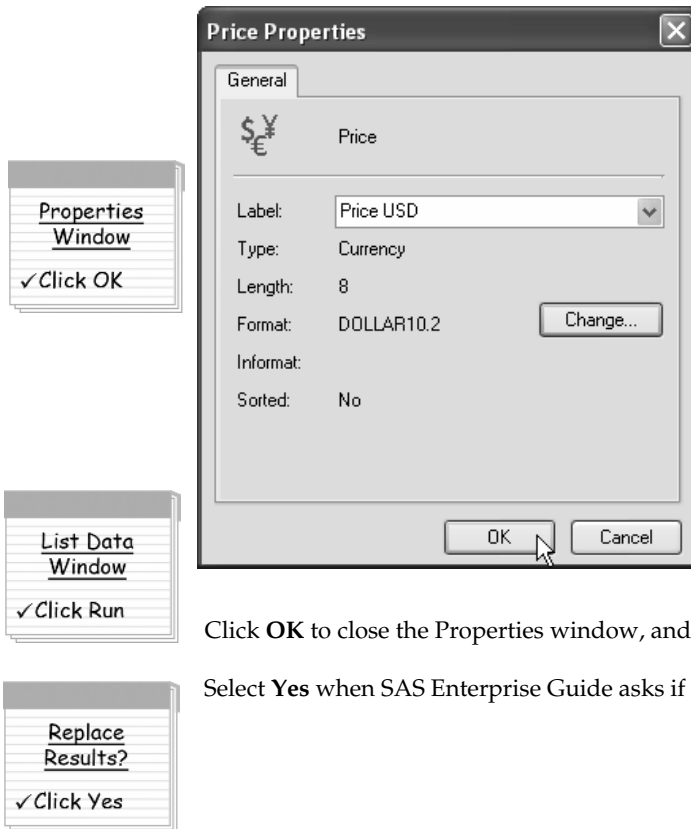 Price Properties
General
$€¥
Price
Label: Price USD
Type: Currency
Length: 8
Format: DOLLAR10.2 Change...
Informat:
Sorted: No
OK Cancel
Properties
Window
✓Click OK
List Data
Window
✓Click Run
Click OK to close the Properties window, and
Select Yes when SAS Enterprise Guide asks if
Replace
Results?
✓Click Yes